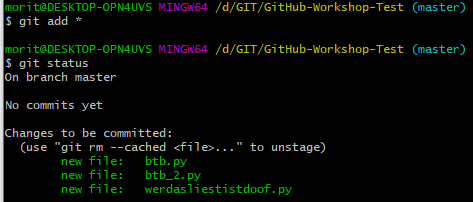 morit@DESKTOP-OPN4UVS MINGW64 /d/GIT/GitHub-Workshop-Test (master)
$ git add *
morit@DESKTOP-OPN4UVS MINGW64 /d/GIT/GitHub-Workshop-Test (master)
$ git status
On branch master
No commits yet
Changes to be committed:
(use "git rm --cached <file>..." to unstage)
new file: btb.py
new file: btb_2.py
new file: werdasliestistdoof.py